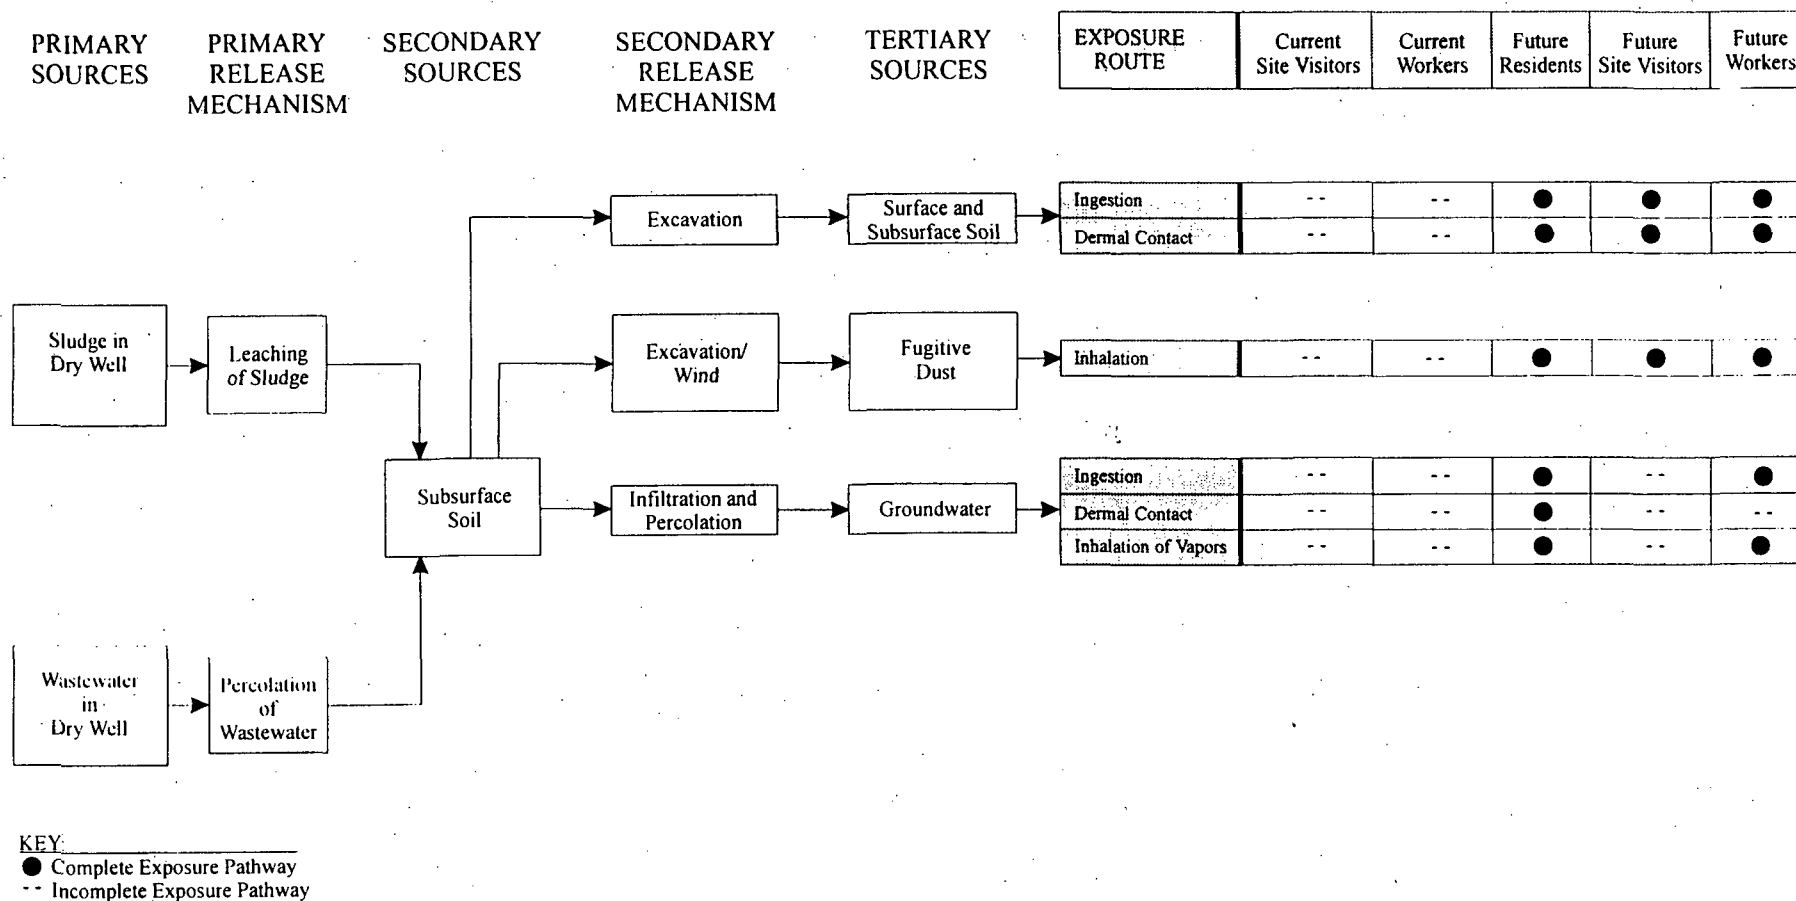 PRIMARY
SOURCES
PRIMARY
RELEASE
MECHANISM
SECONDARY
SOURCES
SECONDARY
RELEASE
MECHANISM
TERTIARY
SOURCES
EXPOSURE
ROUTE
Current
Site Visitors
Current
Workers
Future
Residents
Future
Site Visitors
Future
Workers
Excavation
Surface and
Subsurface Soil
Ingestion
-- --
Dermal Contact
-- --
Sludge in
Dry Well
Leaching
of Sludge
Excavation/
Wind
Fugitive
Dust
Inhalation
-- --
Subsurface
Soil
Infiltration and
Percolation
Groundwater
Ingestion
-- -- --
Dermal Contact
-- -- -- --
Inhalation of Vapors
-- -- --
Wastewater
in
Dry Well
Percolation
of
Wastewater
KEY:
Complete Exposure Pathway
-- Incomplete Exposure Pathway